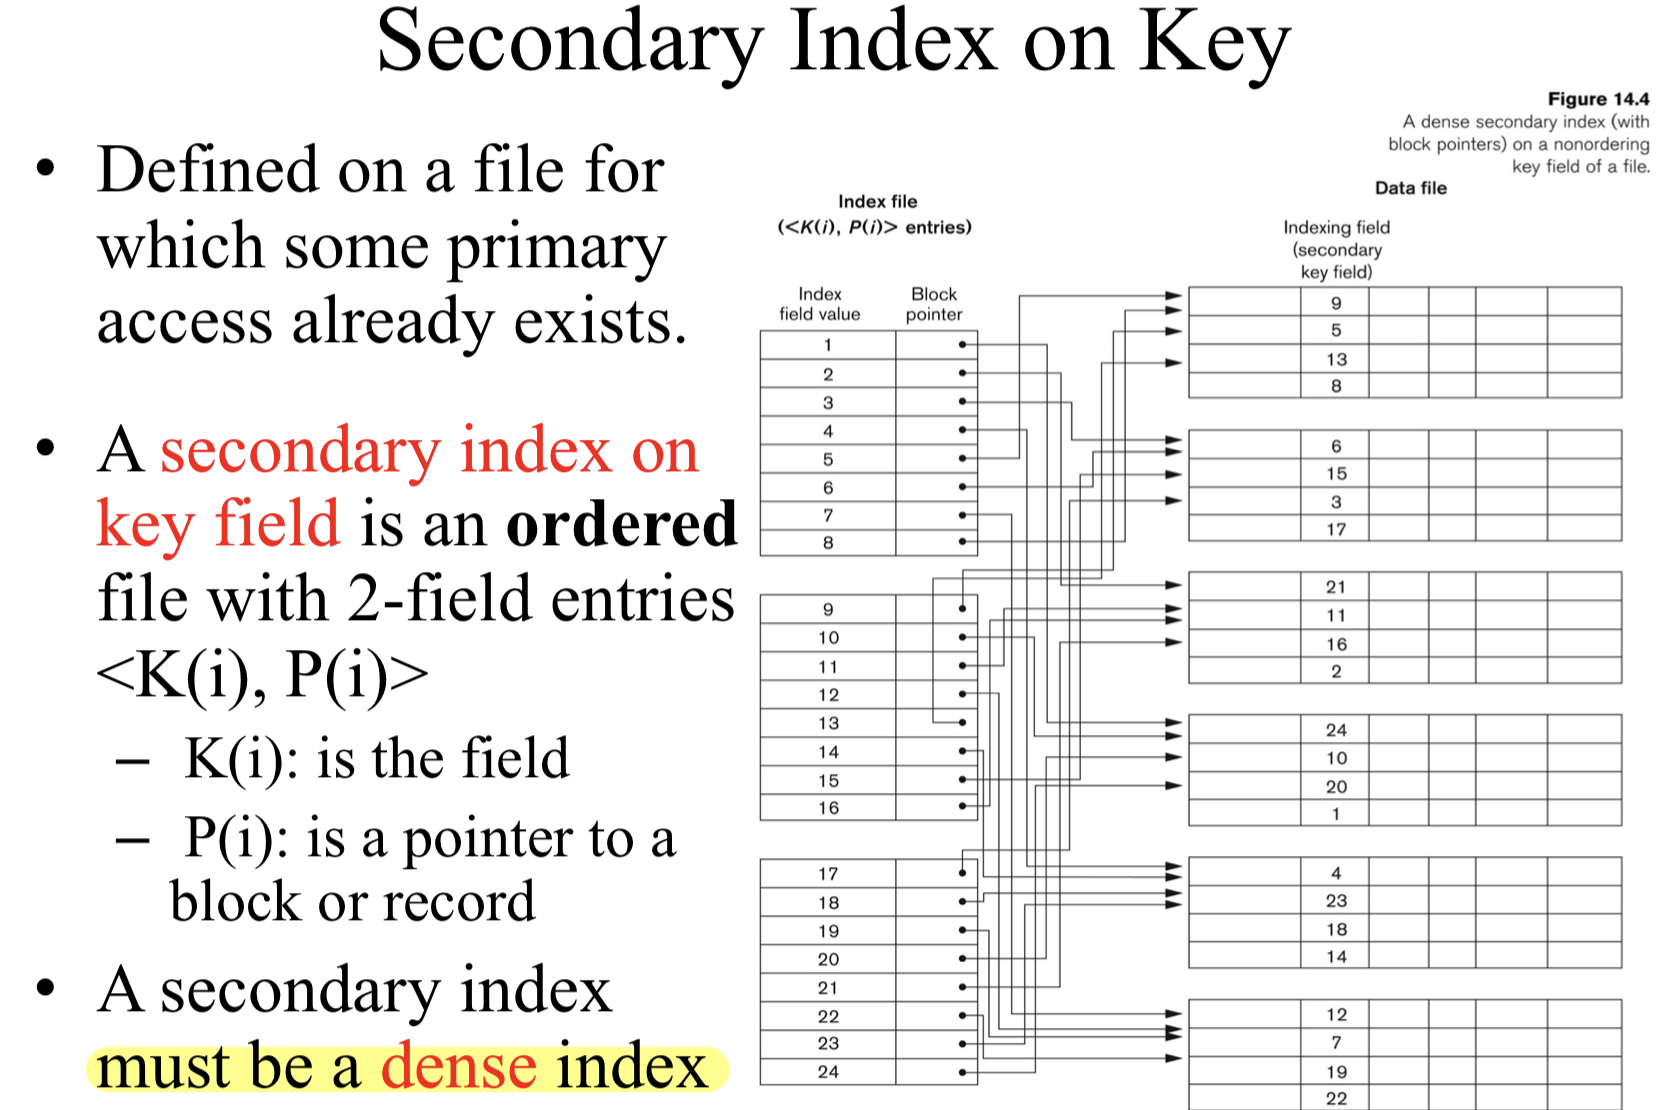 Secondary Index on Key
• Defined on a file for
which some primary
access already exists.
• A secondary index on
key field is an ordered
file with 2-field entries
<K(i), P(i)>
– K(i): is the field
– P(i): is a pointer to a
block or record
• A secondary index
must be a dense index
Figure 14.4
A dense secondary index (with
block pointers) on a nonordering
key field of a file.
Index file
(<K(i), P(i)> entries)
Index
field value
Block
pointer
1
2
3
4
5
6
7
8
9
10
11
12
13
14
15
16
17
18
19
20
21
22
23
24
Data file
Indexing field
(secondary
key field)
9
5
13
8
6
15
3
17
21
11
16
2
24
10
20
1
4
23
18
14
12
7
19
22